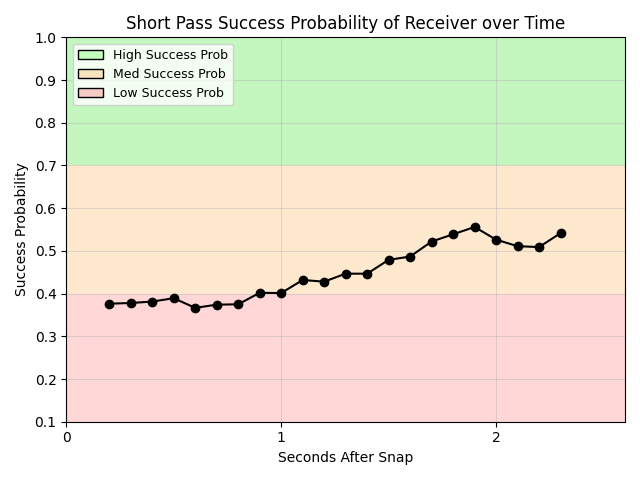 Short Pass Success Probability of Receiver over Time
1.0
0.9
0.8
0.7
0.6
0.5
0.4
0.3
0.2
0.1
Success Probability
High Success Prob
Med Success Prob
Low Success Prob
0 1 2
Seconds After Snap